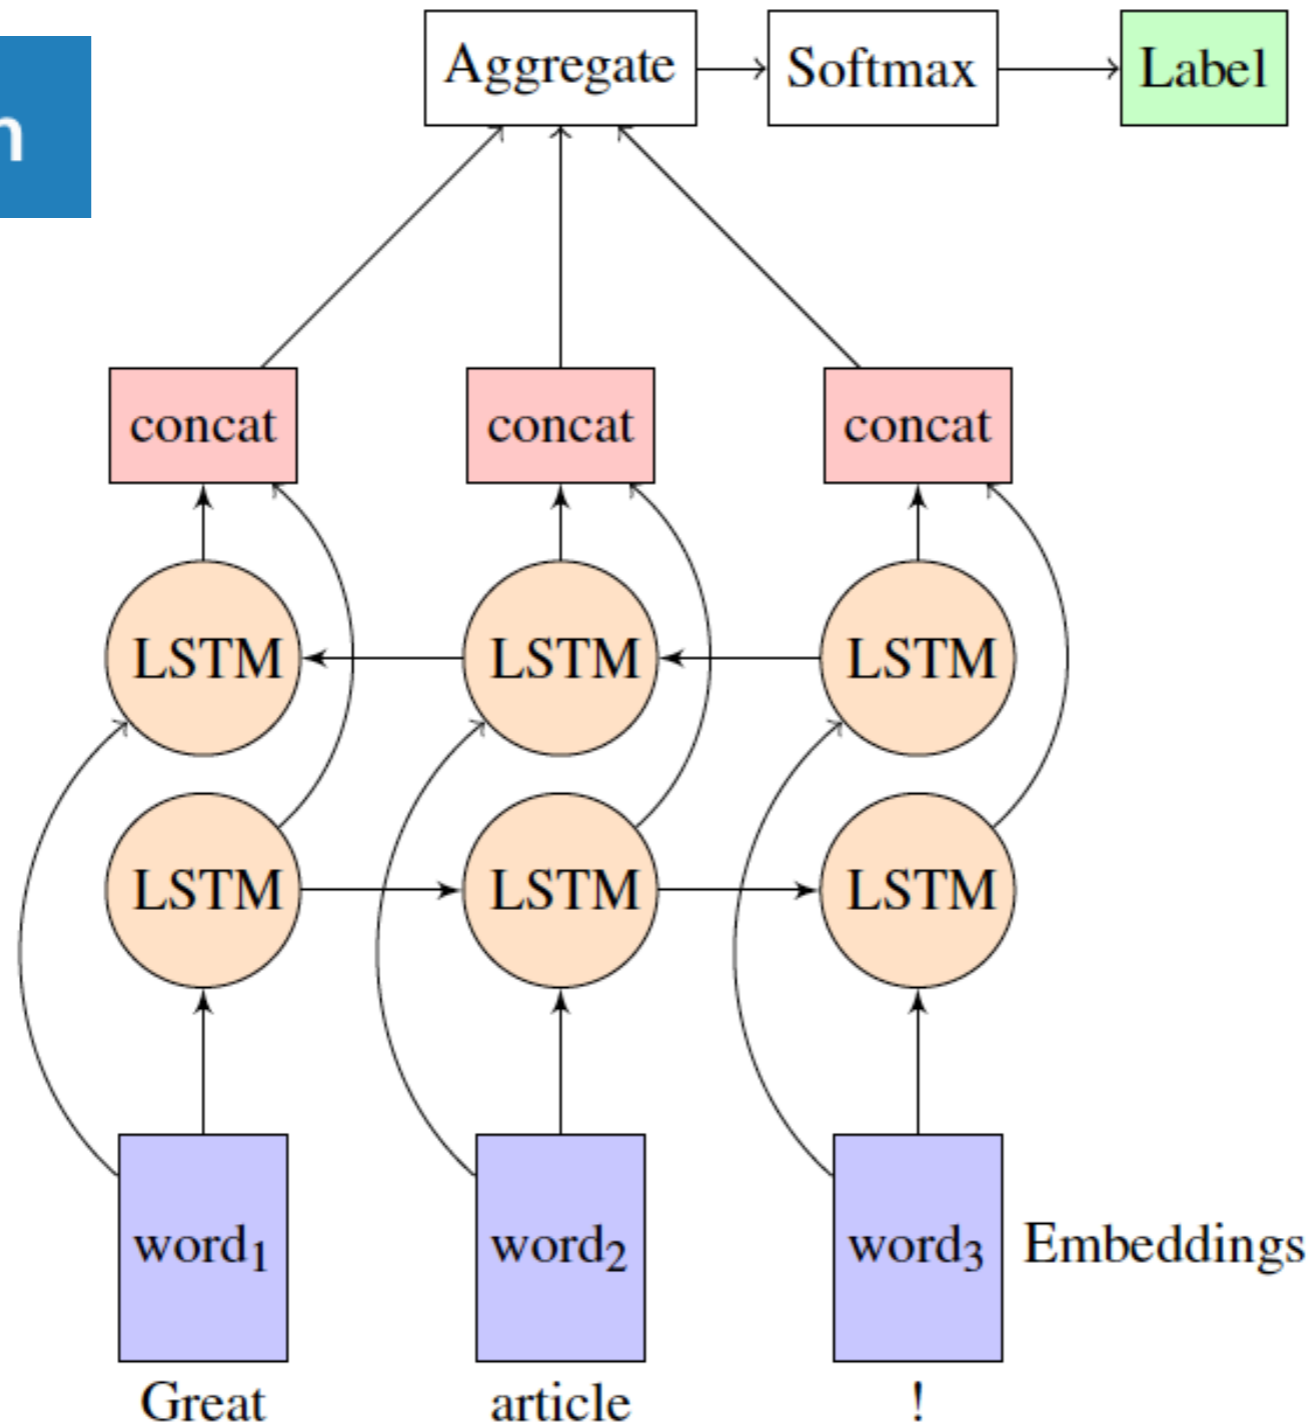 n
Aggregate Softmax Label
concat concat concat
LSTM LSTM LSTM
LSTM LSTM LSTM
word₁ word₂ word₃ Embeddings
Great article !